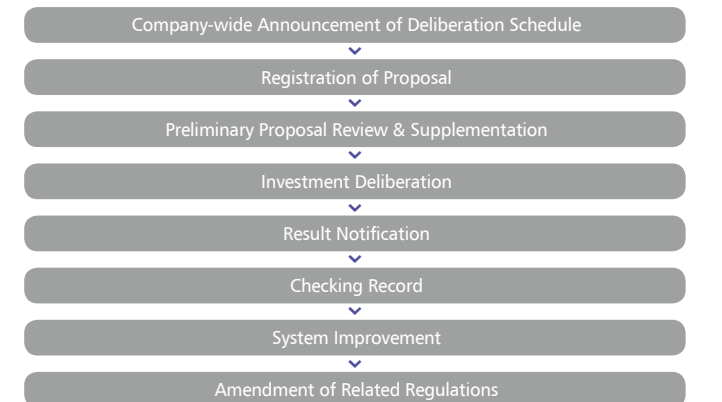 Company-wide Announcement of Deliberation Schedule
Registration of Proposal
Preliminary Proposal Review & Supplementation
Investment Deliberation
Result Notification
Checking Record
System Improvement
Amendment of Related Regulations